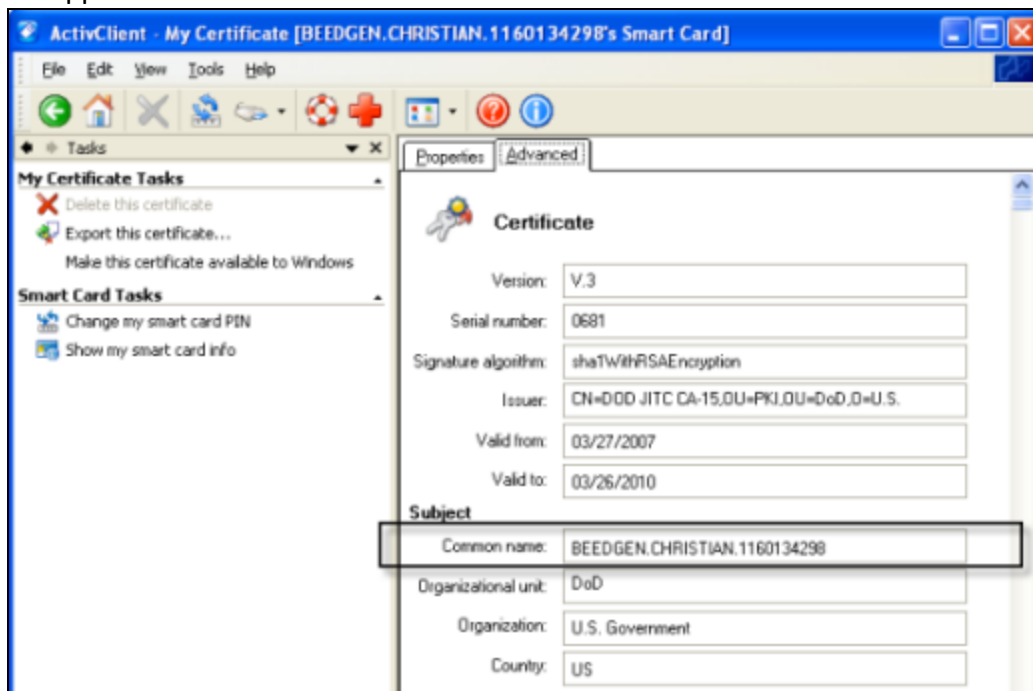 ActivClient - My Certificate [BEEDGEN.CHRISTIAN.1160134298's Smart Card]
File Edit View Tools Help
Tasks
My Certificate Tasks
Delete this certificate
Export this certificate...
Make this certificate available to Windows
Smart Card Tasks
Change my smart card PIN
Show my smart card info
Properties Advanced
Certificate
Version: V.3
Serial number: 0681
Signature algorithm: sha1WithRSAEncryption
Issuer: CN=DOD JITC CA-15,OU=PKI,OU=DoD,O=U.S.
Valid from: 03/27/2007
Valid to: 03/26/2010
Subject
Common name: BEEDGEN.CHRISTIAN.1160134298
Organizational unit: DoD
Organization: U.S. Government
Country: US